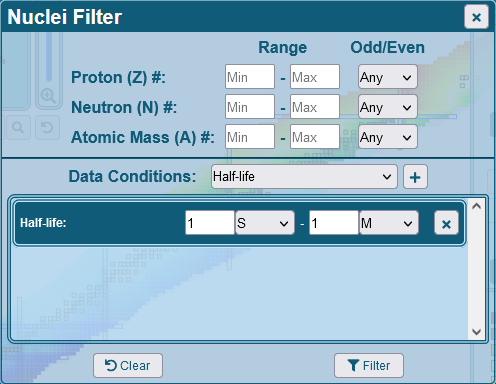 Nuclei Filter
Range Odd/Even
Proton (Z) #: Min - Max Any
Neutron (N) #: Min - Max Any
Atomic Mass (A) #: Min - Max Any
Data Conditions: Half-life +
Half-life: 1 S - 1 M
Clear Filter